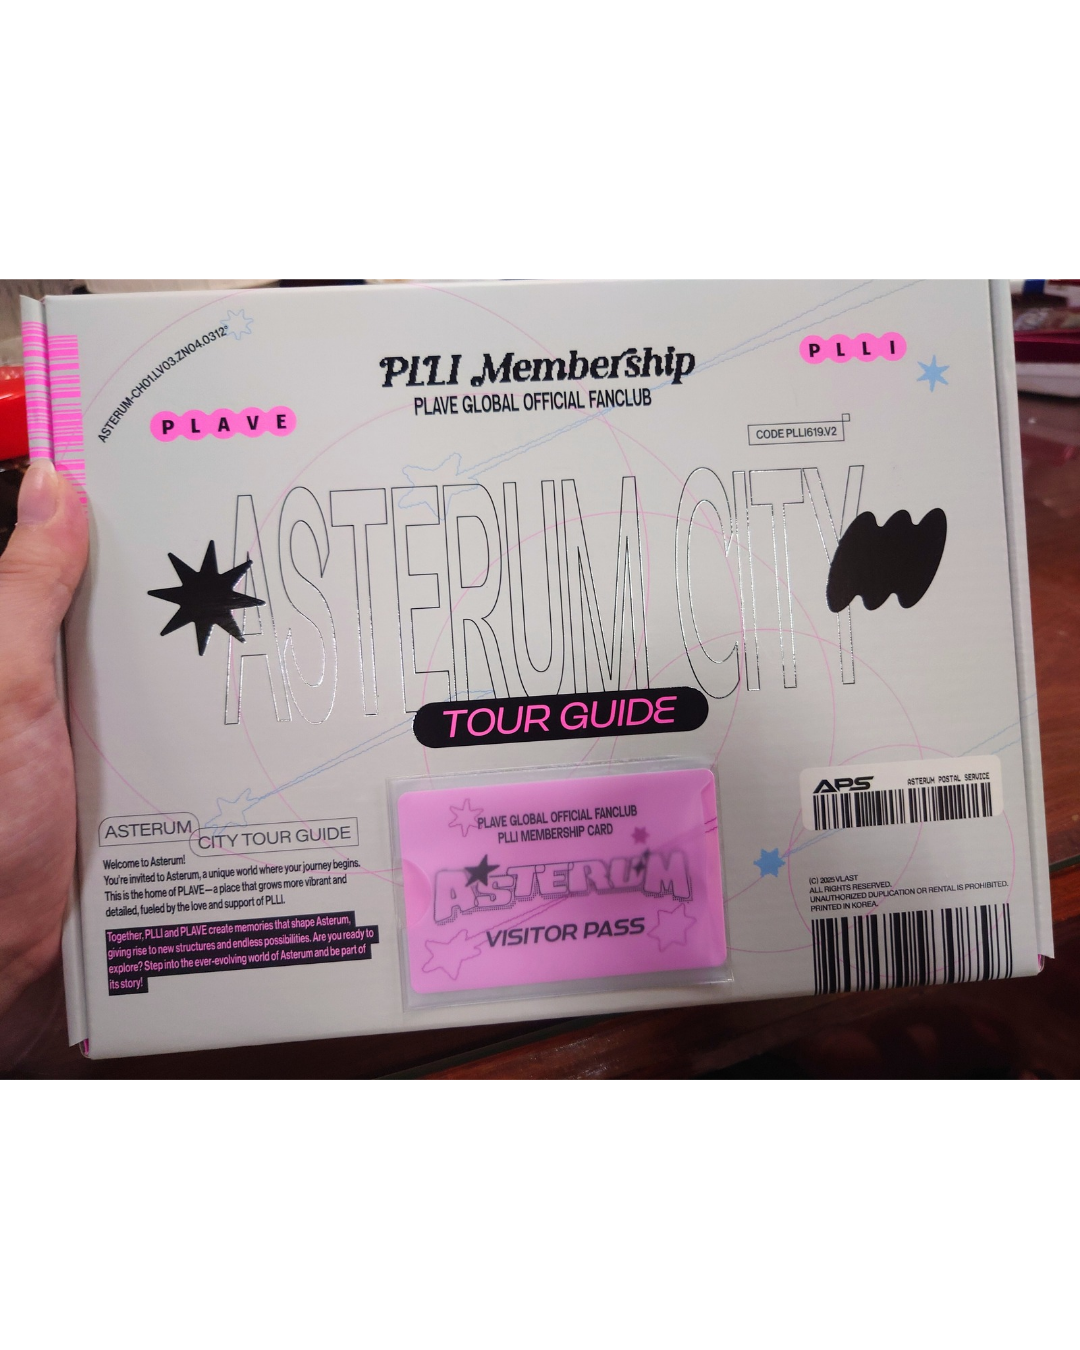 ASTERUM-CH01.LV03.ZN04.0312°
PLAVE
PLLI Membership
PLAVE GLOBAL OFFICIAL FANCLUB
PLLI
CODE PLLI619.V2
ASTERUM CITY
TOUR GUIDE
ASTERUM
CITY TOUR GUIDE
Welcome to Asterum!
You're invited to Asterum, a unique world where your journey begins.
This is the home of PLAVE—a place that grows more vibrant and
detailed, fueled by the love and support of PLLI.
Together, PLLI and PLAVE create memories that shape Asterum,
giving rise to new structures and endless possibilities. Are you ready to
explore? Step into the ever-evolving world of Asterum and be part of
its story!
PLAVE GLOBAL OFFICIAL FANCLUB
PLLI MEMBERSHIP CARD
ASTERUM
VISITOR PASS
APS
ASTERUM POSTAL SERVICE
(C) 2025 VLAST
ALL RIGHTS RESERVED.
UNAUTHORIZED DUPLICATION OR RENTAL IS PROHIBITED.
PRINTED IN KOREA.